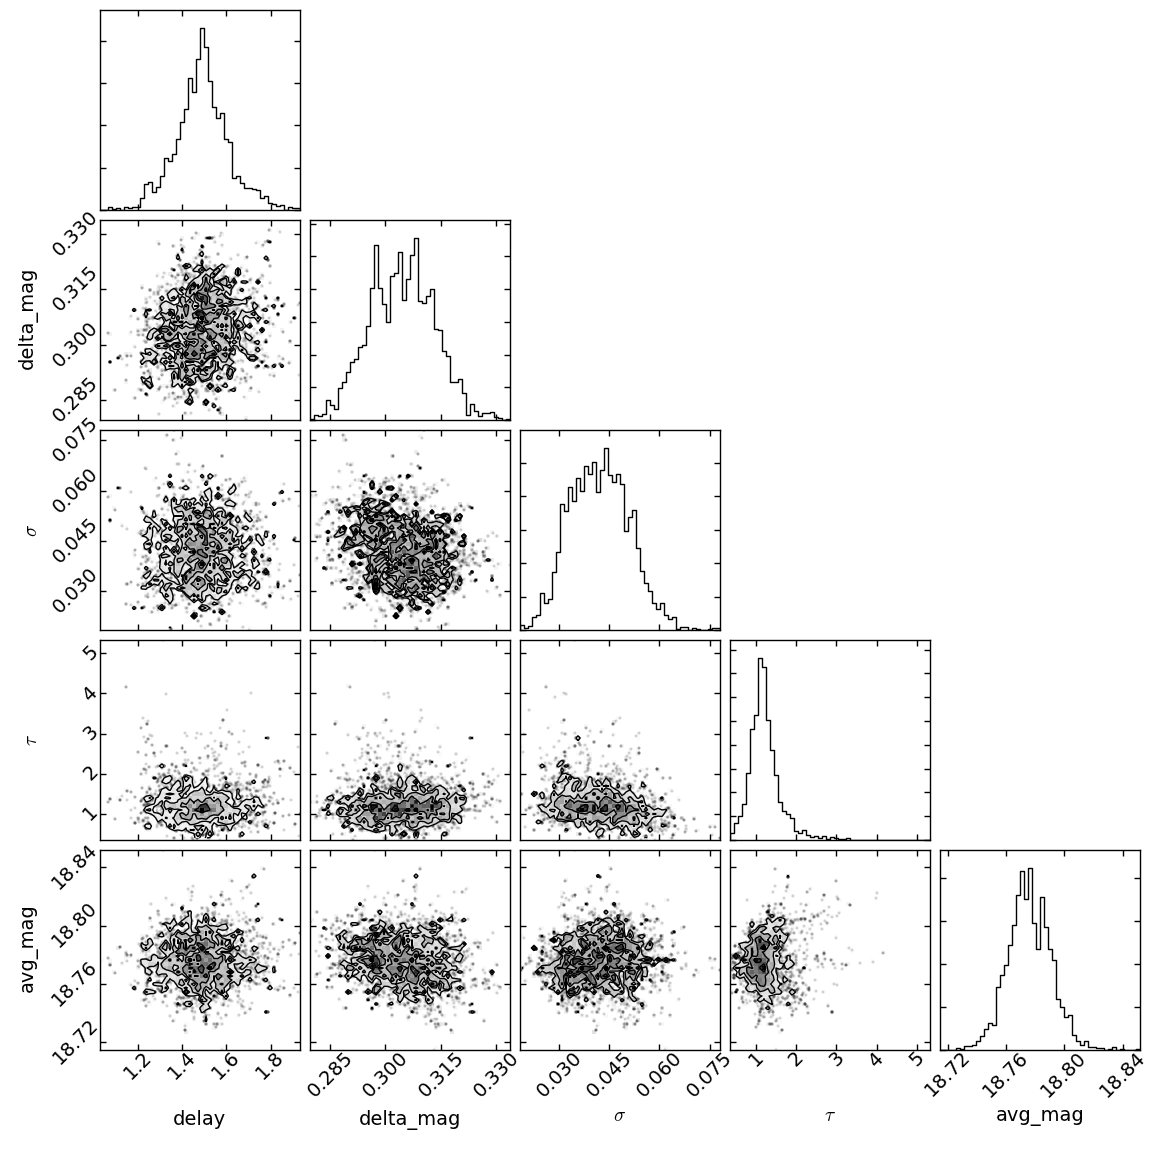 0.330
0.315
0.300
0.285
delta_mag
0.075
0.060
0.045
0.030
σ
5
4
3
2
1
τ
18.84
18.80
18.76
18.72
avg_mag
1.2 1.4 1.6 1.8
0.285 0.300 0.315 0.330
0.030 0.045 0.060 0.075
1 2 3 4 5
18.72 18.76 18.80 18.84
delay delta_mag σ τ avg_mag